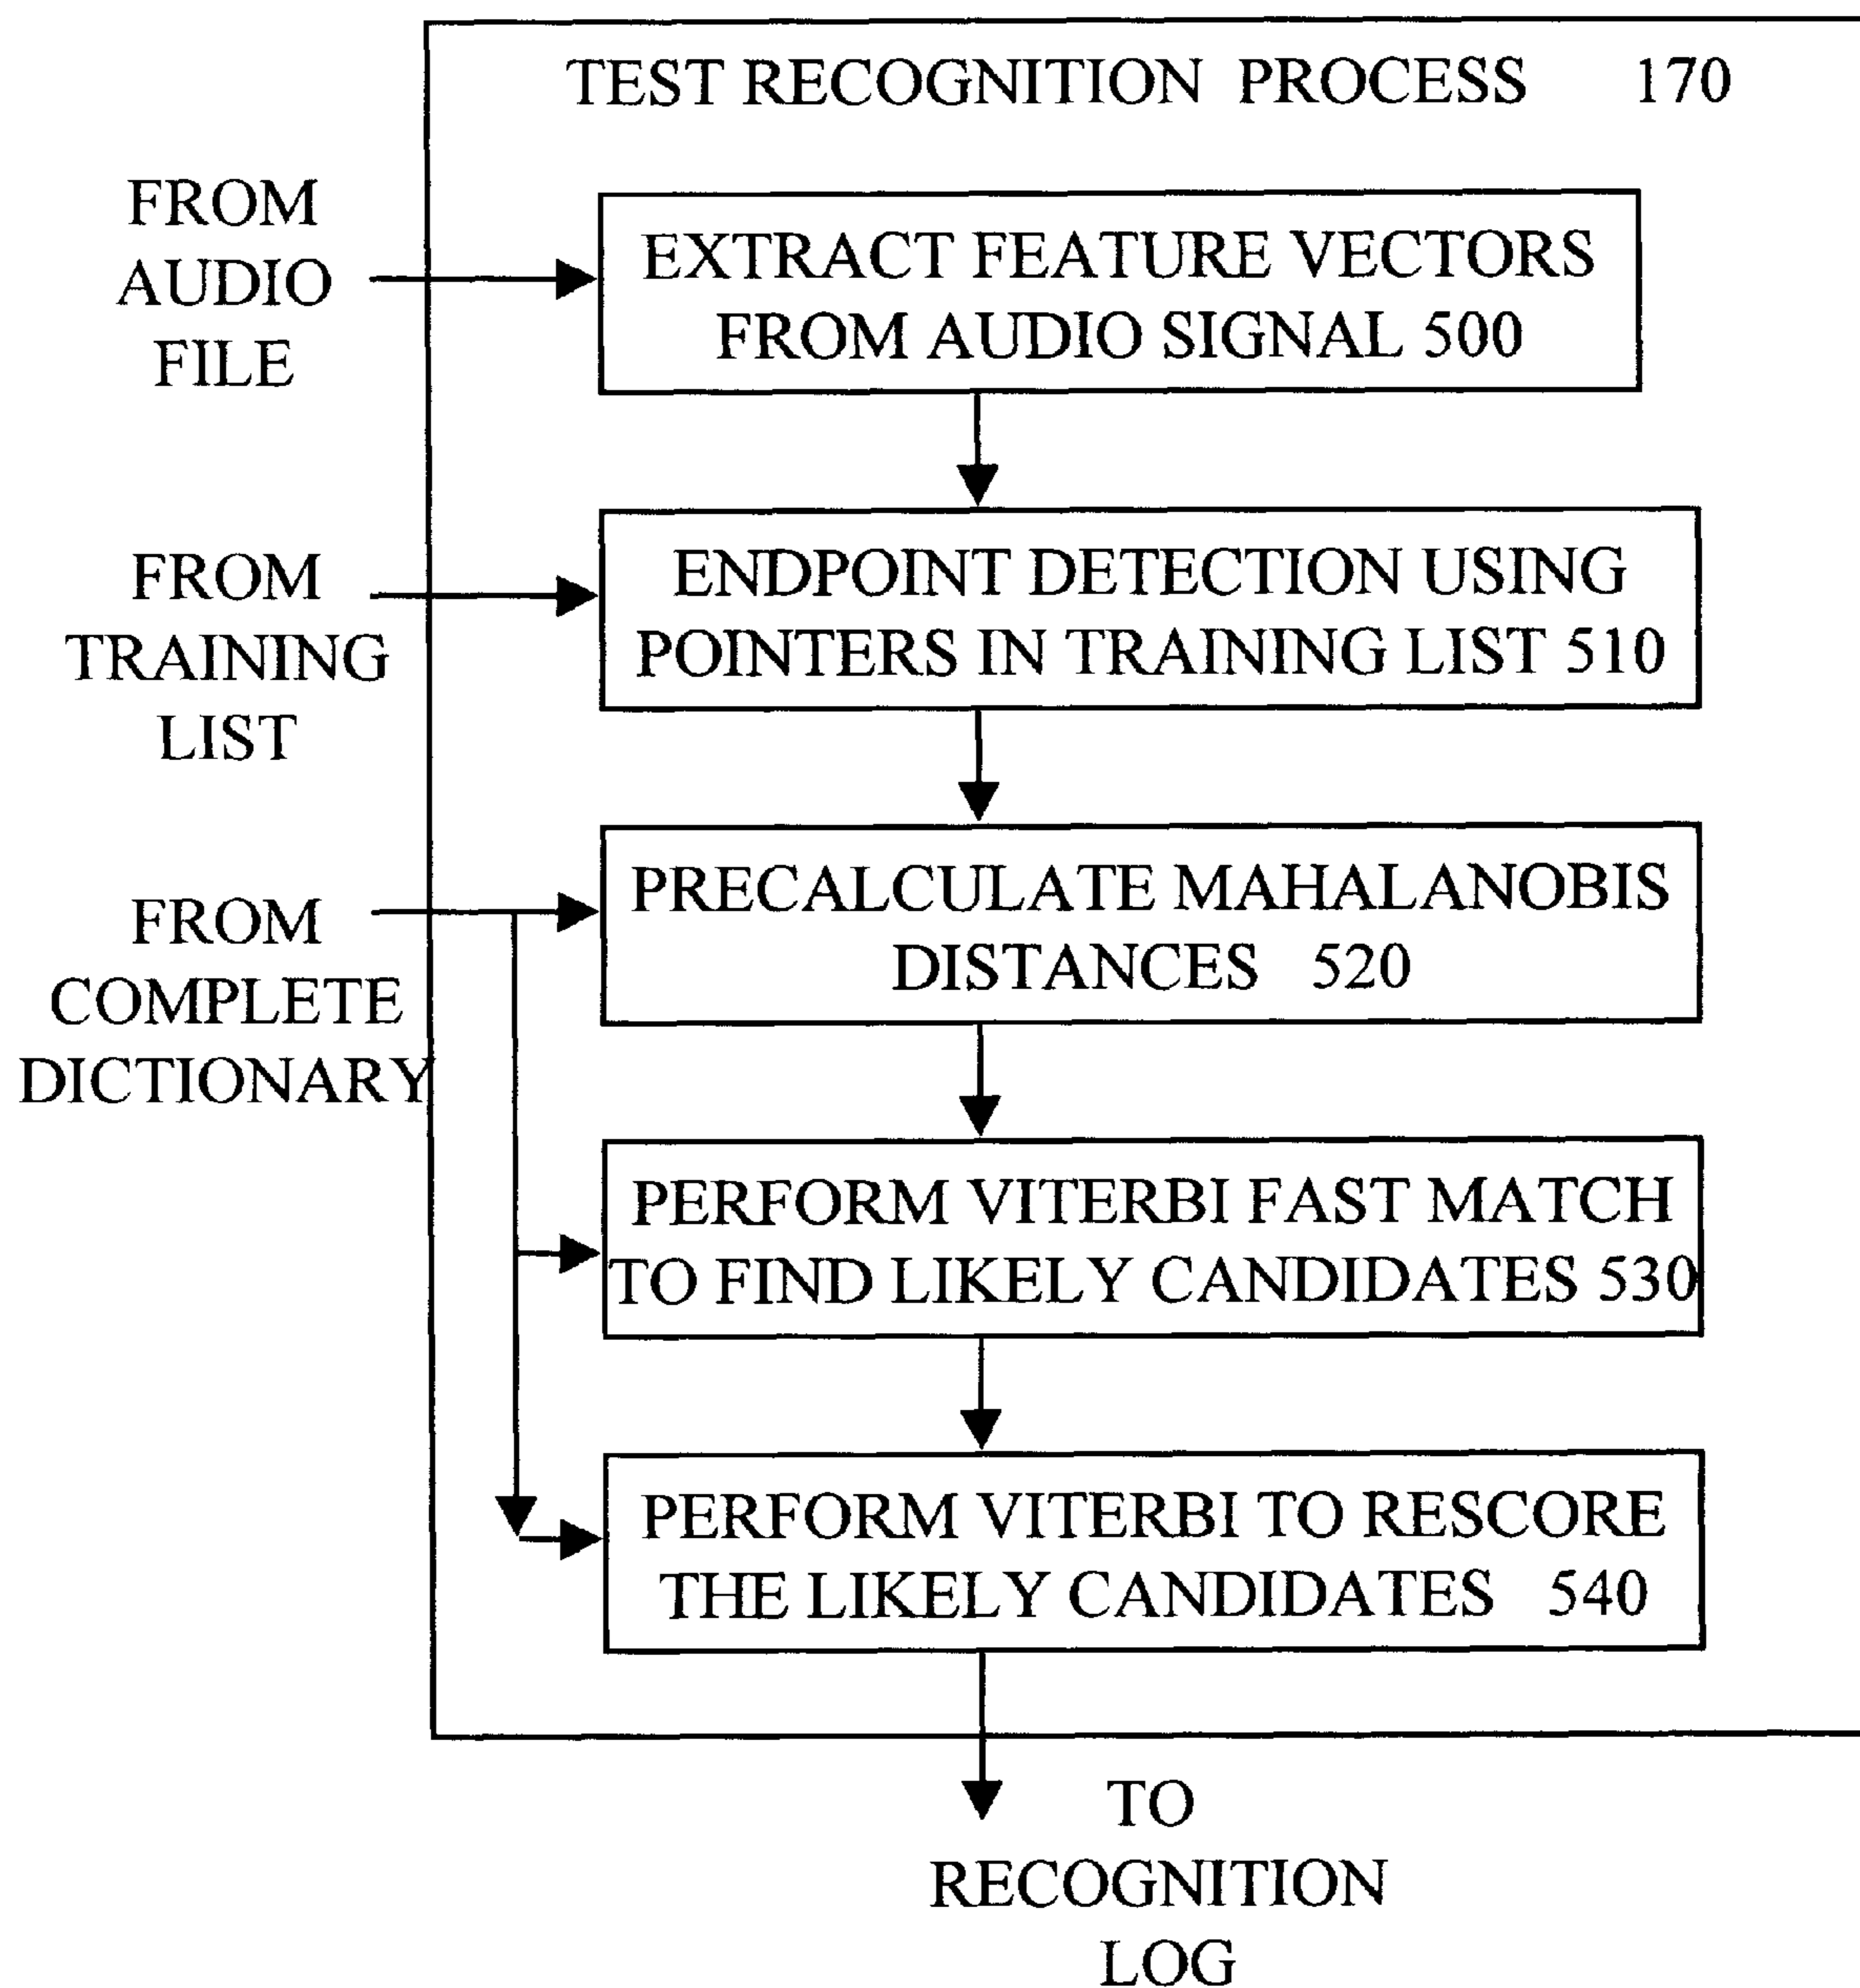 TEST RECOGNITION PROCESS 170
FROM
AUDIO
FILE
EXTRACT FEATURE VECTORS
FROM AUDIO SIGNAL 500
FROM
TRAINING
LIST
ENDPOINT DETECTION USING
POINTERS IN TRAINING LIST 510
FROM
COMPLETE
DICTIONARY
PRECALCULATE MAHALANOBIS
DISTANCES 520
PERFORM VITERBI FAST MATCH
TO FIND LIKELY CANDIDATES 530
PERFORM VITERBI TO RESCORE
THE LIKELY CANDIDATES 540
TO
RECOGNITION
LOG